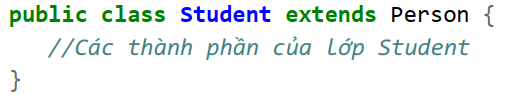 public class Student extends Person {
//Các thành phần của lớp Student
}